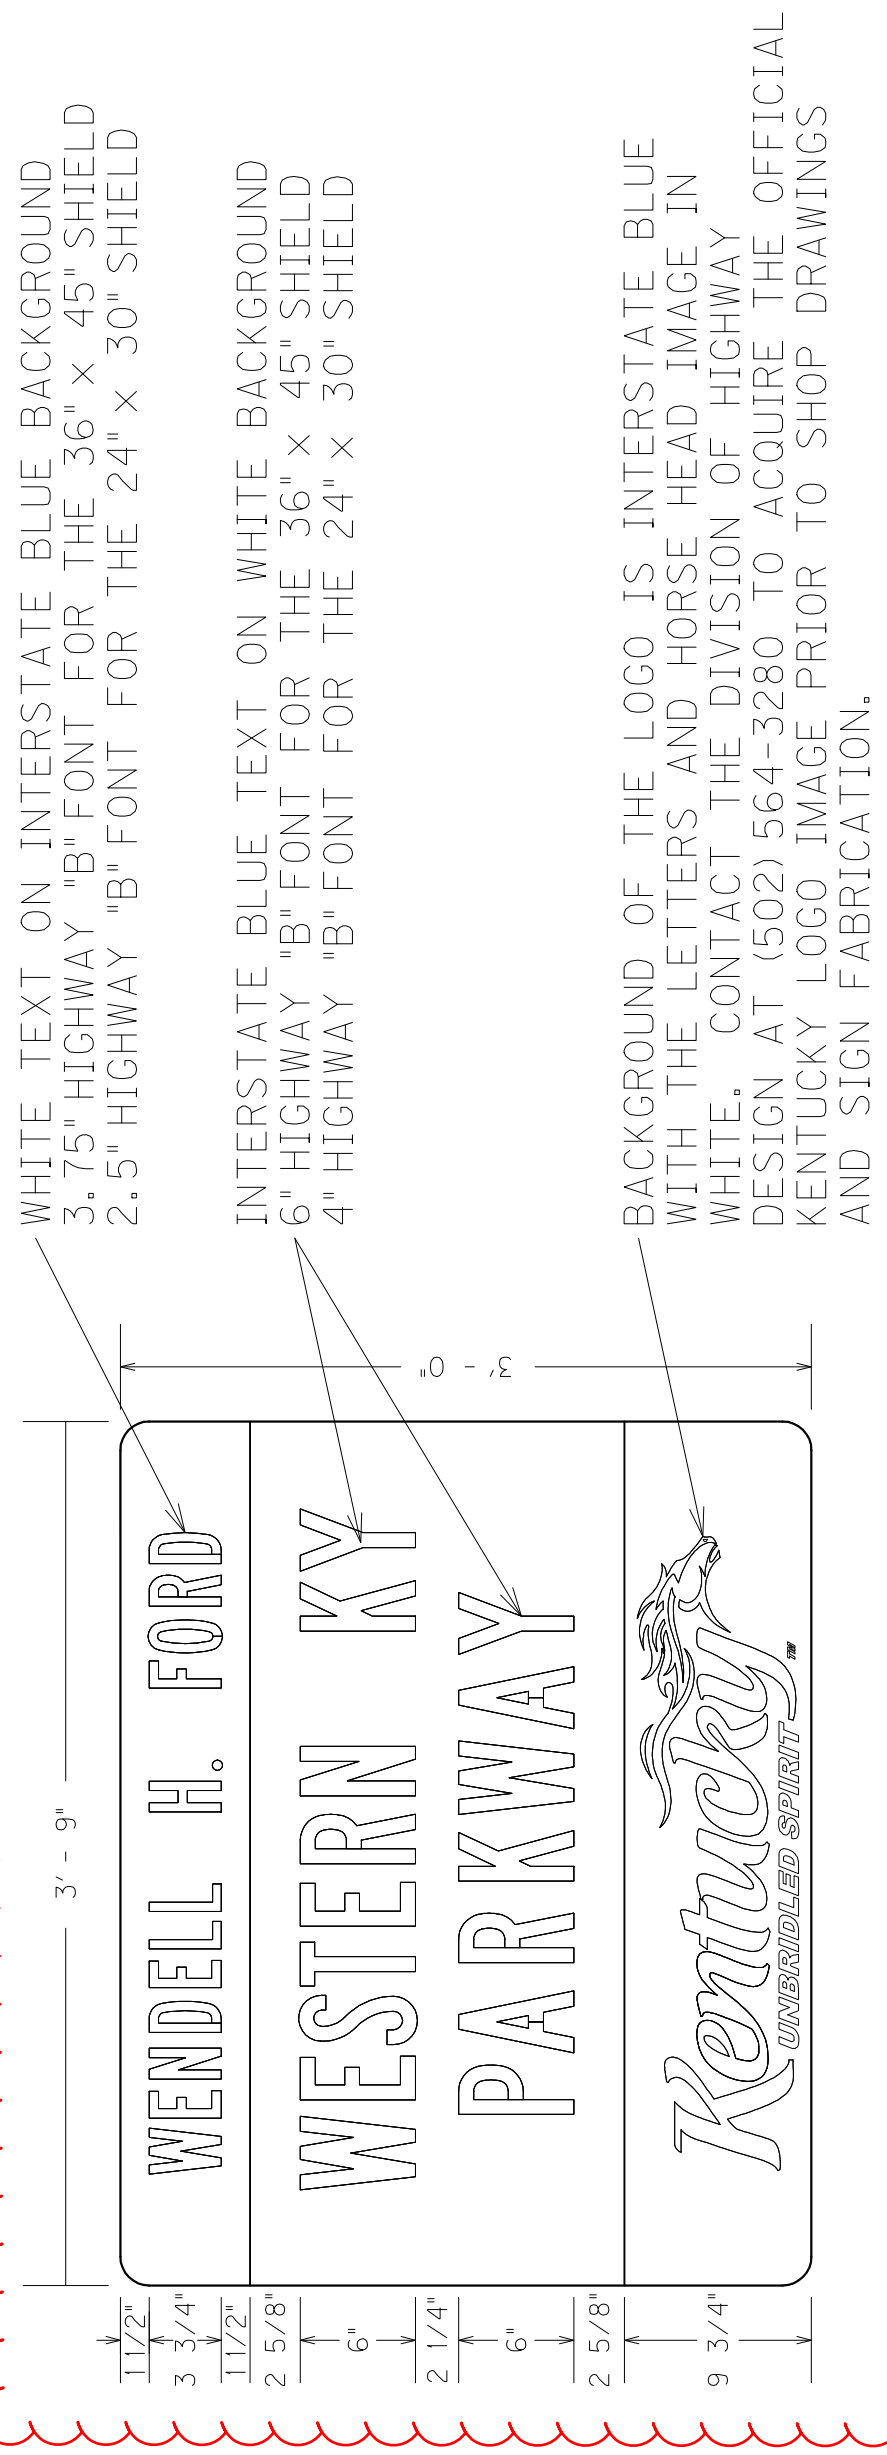 WHITE TEXT ON INTERSTATE BLUE BACKGROUND
3.75" HIGHWAY "B" FONT FOR THE 36" x 45" SHIELD
2.5" HIGHWAY "B" FONT FOR THE 24" x 30" SHIELD
INTERSTATE BLUE TEXT ON WHITE BACKGROUND
6" HIGHWAY "B" FONT FOR THE 36" x 45" SHIELD
4" HIGHWAY "B" FONT FOR THE 24" x 30" SHIELD
BACKGROUND OF THE LOGO IS INTERSTATE BLUE
WITH THE LETTERS AND HORSE HEAD IMAGE IN
WHITE. CONTACT THE DIVISION OF HIGHWAY
DESIGN AT (502) 564-3280 TO ACQUIRE THE OFFICIAL
KENTUCKY LOGO IMAGE PRIOR TO SHOP DRAWINGS
AND SIGN FABRICATION.
3' - 9"
3' - 0"
WENDELL H. FORD
WESTERN KY
PARKWAY
Kentucky
UNBRIDLED SPIRIT TM
1 1/2"
3 3/4"
1 1/2"
2 5/8"
6"
2 1/4"
6"
2 5/8"
9 3/4"